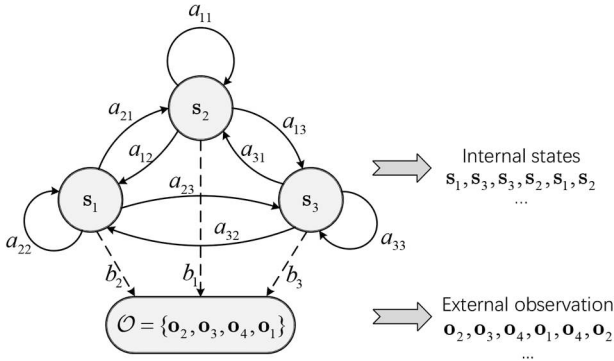 a₁₁
s₂
a₂₁
a₁₃
a₁₂
a₃₁
Internal states
s₁, s₃, s₃, s₂, s₁, s₂
...
s₁
a₂₃
s₃
a₂₂
a₃₂
a₃₃
b₂
b₁
b₃
𝒪 = {o₂, o₃, o₄, o₁}
External observation
o₂, o₃, o₄, o₁, o₄, o₂
...